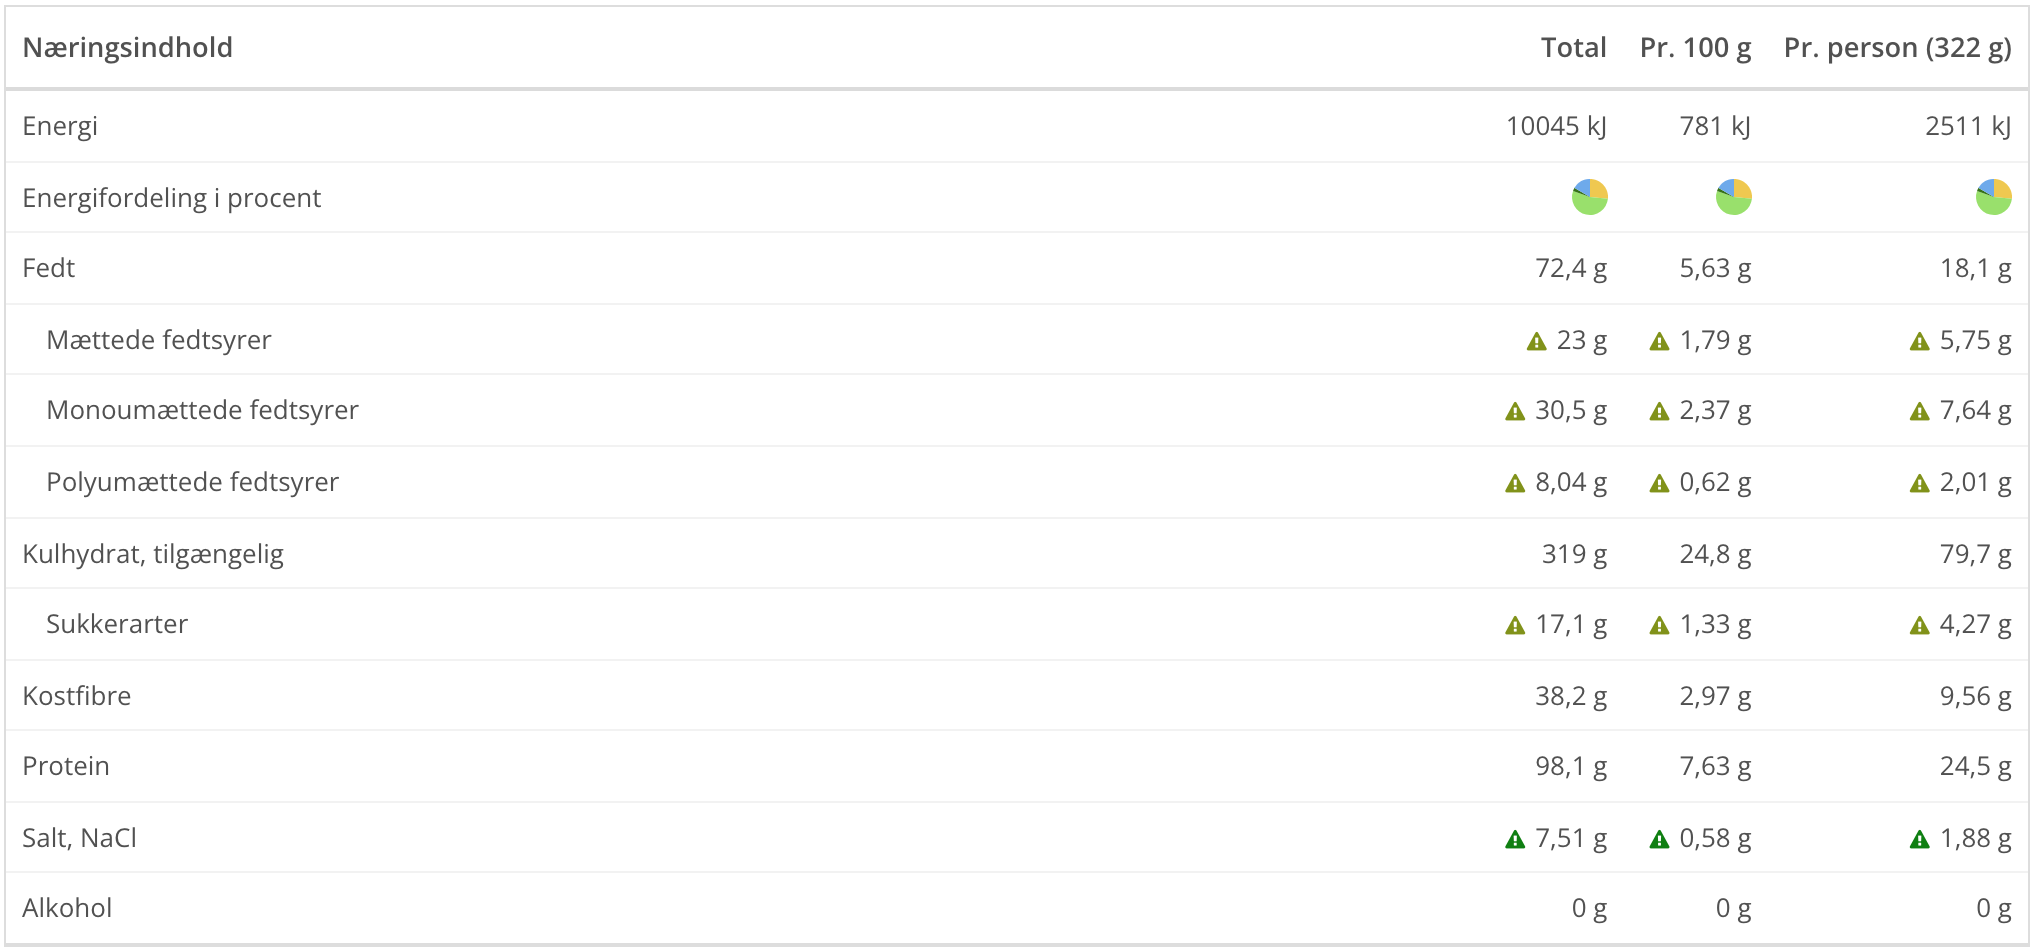 Næringsindhold Total Pr. 100 g Pr. person (322 g)
Energi 10045 kJ 781 kJ 2511 kJ
Energifordeling i procent
Fedt 72,4 g 5,63 g 18,1 g
Mættede fedtsyrer 23 g 1,79 g 5,75 g
Monoumættede fedtsyrer 30,5 g 2,37 g 7,64 g
Polyumættede fedtsyrer 8,04 g 0,62 g 2,01 g
Kulhydrat, tilgængelig 319 g 24,8 g 79,7 g
Sukkerarter 17,1 g 1,33 g 4,27 g
Kostfibre 38,2 g 2,97 g 9,56 g
Protein 98,1 g 7,63 g 24,5 g
Salt, NaCl 7,51 g 0,58 g 1,88 g
Alkohol 0 g 0 g 0 g